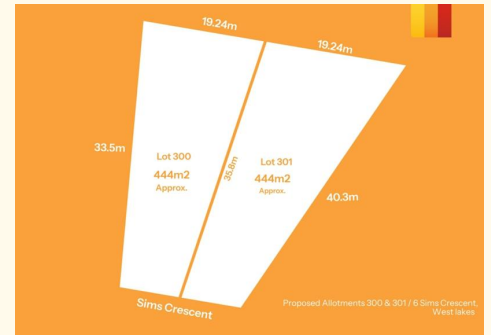 19.24m
19.24m
33.5m
Lot 300
444m2
Approx.
35.8m
Lot 301
444m2
Approx.
40.3m
Sims Crescent
Proposed Allotments 300 & 301 / 6 Sims Crescent,
West lakes